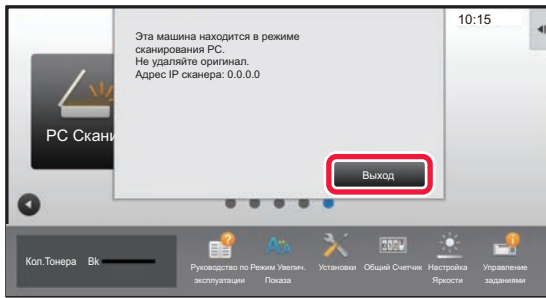 10:15
Эта машина находится в режиме
сканирования PC.
Не удаляйте оригинал.
Адрес IP сканера: 0.0.0.0
PC Скани
Выход
Кол.Тонера Bk
Руководство по
эксплуатации
Режим Увелич.
Показа
Установки
Общий Счетчик
Настройка
Яркости
Управление
заданиями